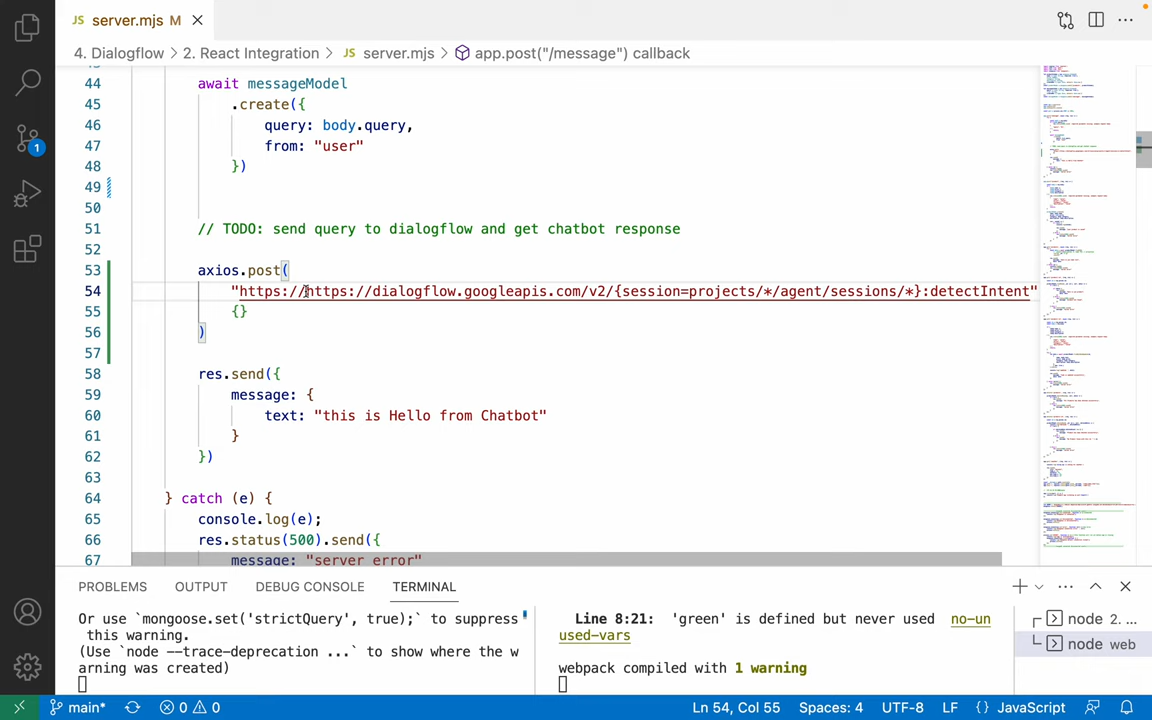 JS server.mjs M
4. Dialogflow > 2. React Integration > JS server.mjs > app.post("/message") callback
44 await messageModel
45 .create({
46 query: body.query,
47 from: "user"
48 })
49
50
51 // TODO: send query to dialogflow and get chatbot response
52
53 axios.post(
54 "https://https://dialogflow.googleapis.com/v2/{session=projects/*/agent/sessions/*}:detectIntent"
55 {}
56 )
57
58 res.send({
59 message: {
60 text: "this is Hello from Chatbot"
61 }
62 })
63
64 } catch (e) {
65 console.log(e);
66 res.status(500).send({
67 message: "server error"
1
PROBLEMS OUTPUT DEBUG CONSOLE TERMINAL
Or use `mongoose.set('strictQuery', true);` to suppress
this warning.
(Use `node --trace-deprecation ...` to show where the w
arning was created)
Line 8:21: 'green' is defined but never used no-un
used-vars
webpack compiled with 1 warning
node 2. ...
node web
main* 0 0 Ln 54, Col 55 Spaces: 4 UTF-8 LF {} JavaScript